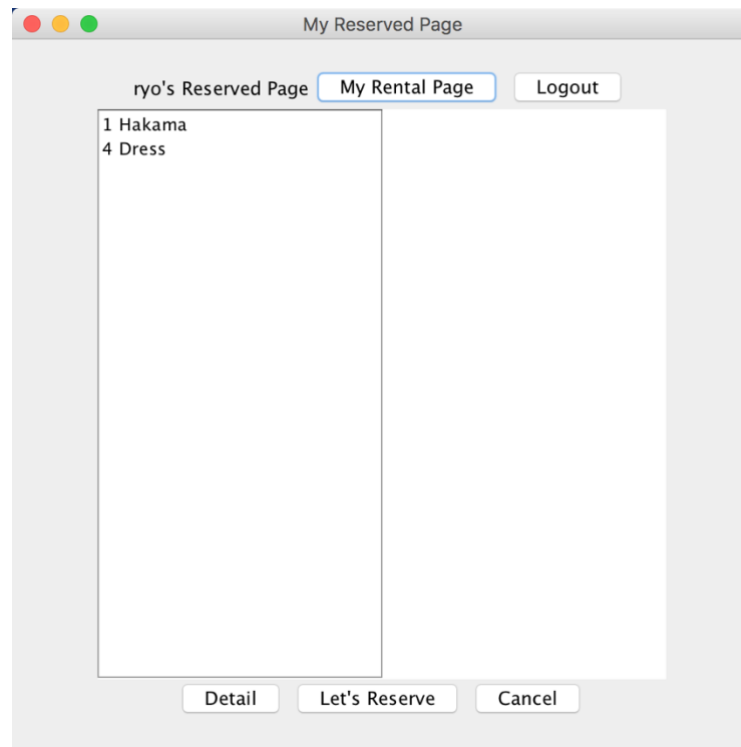 My Reserved Page
ryo's Reserved Page My Rental Page Logout
1 Hakama
4 Dress
Detail Let's Reserve Cancel